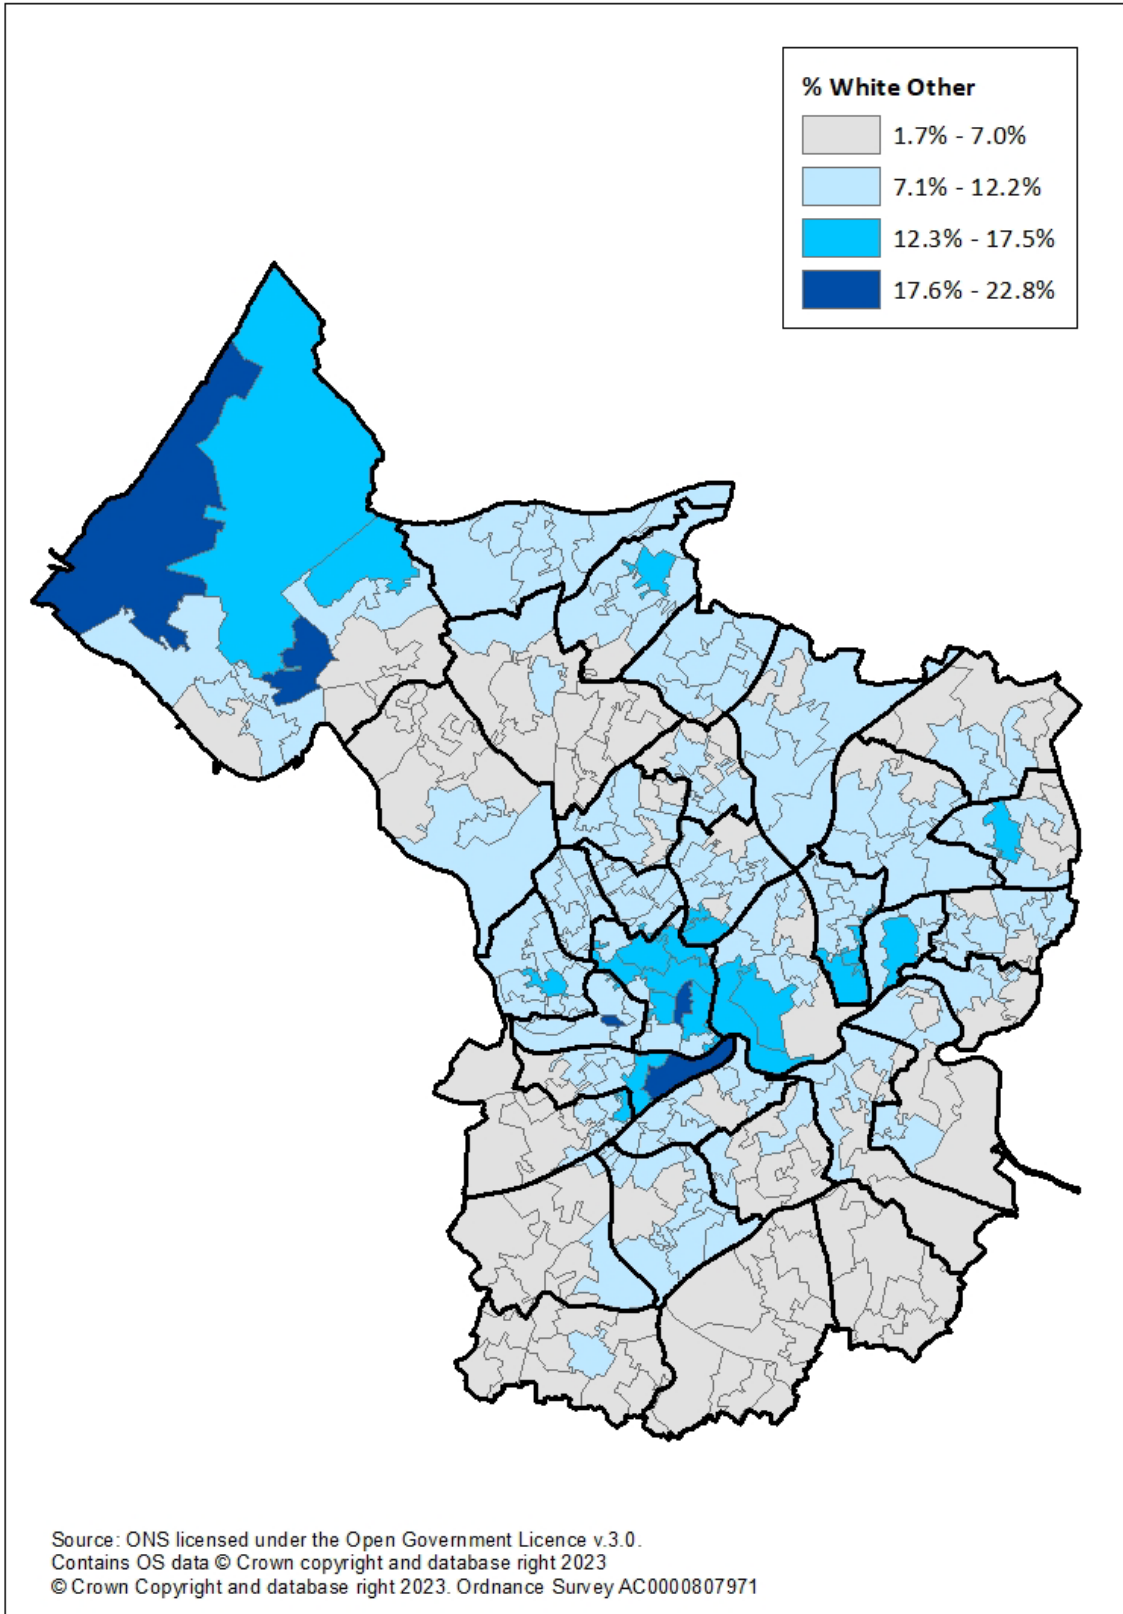 % White Other
1.7% - 7.0%
7.1% - 12.2%
12.3% - 17.5%
17.6% - 22.8%
Source: ONS licensed under the Open Government Licence v.3.0.
Contains OS data © Crown copyright and database right 2023
© Crown Copyright and database right 2023. Ordnance Survey AC0000807971